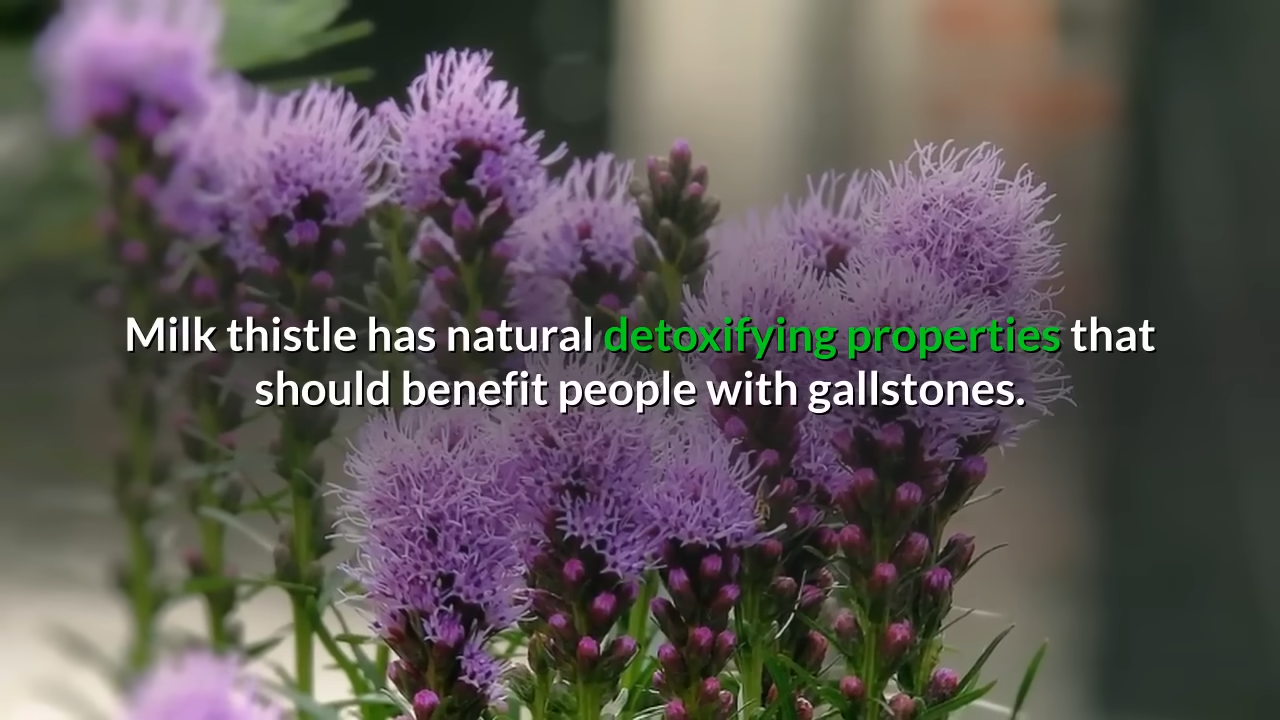 Milk thistle has natural detoxifying properties that
should benefit people with gallstones.